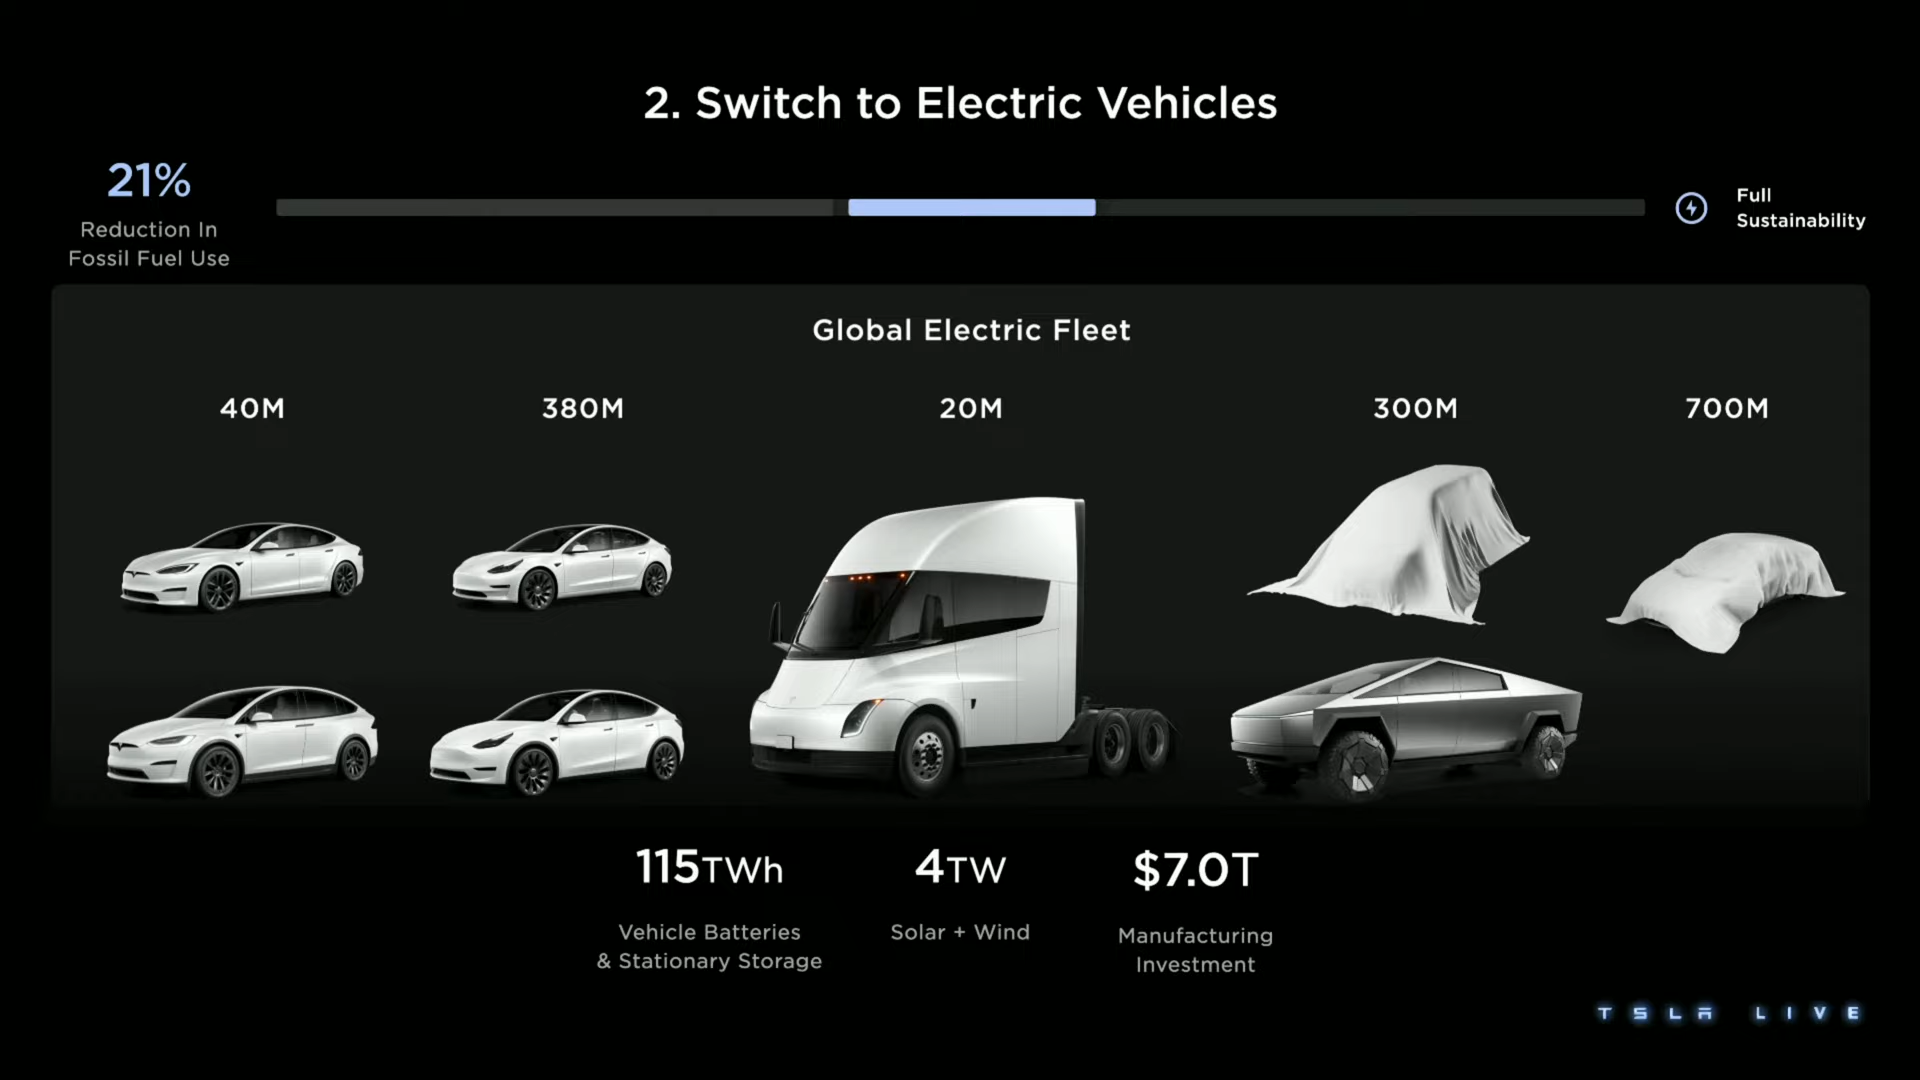 2. Switch to Electric Vehicles
21%
Reduction In
Fossil Fuel Use
Full
Sustainability
Global Electric Fleet
40M
380M
20M
300M
700M
115TWh
4TW
$7.0T
Vehicle Batteries
& Stationary Storage
Solar + Wind
Manufacturing
Investment
TSLA LIVE